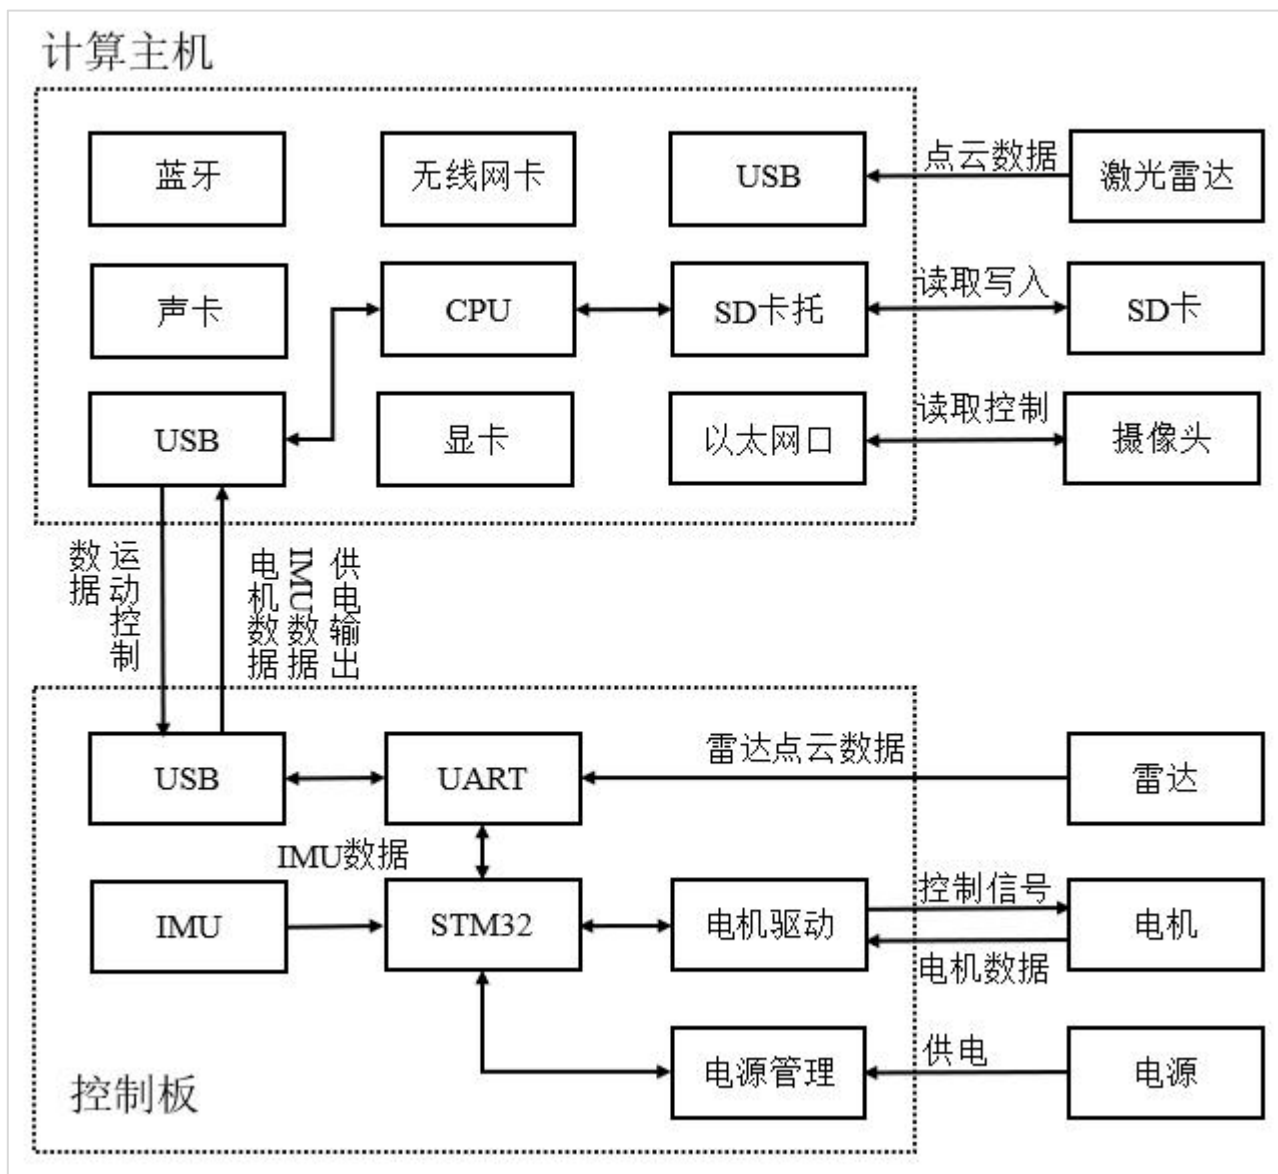 计算主机
蓝牙
无线网卡
USB
点云数据
激光雷达
声卡
CPU
SD卡托
读取写入
SD卡
USB
显卡
以太网口
读取控制
摄像头
运动控制
数据
供电输出
IMU数据
电机数据
USB
UART
雷达点云数据
雷达
IMU数据
IMU
STM32
电机驱动
控制信号
电机数据
电机
电源管理
供电
电源
控制板